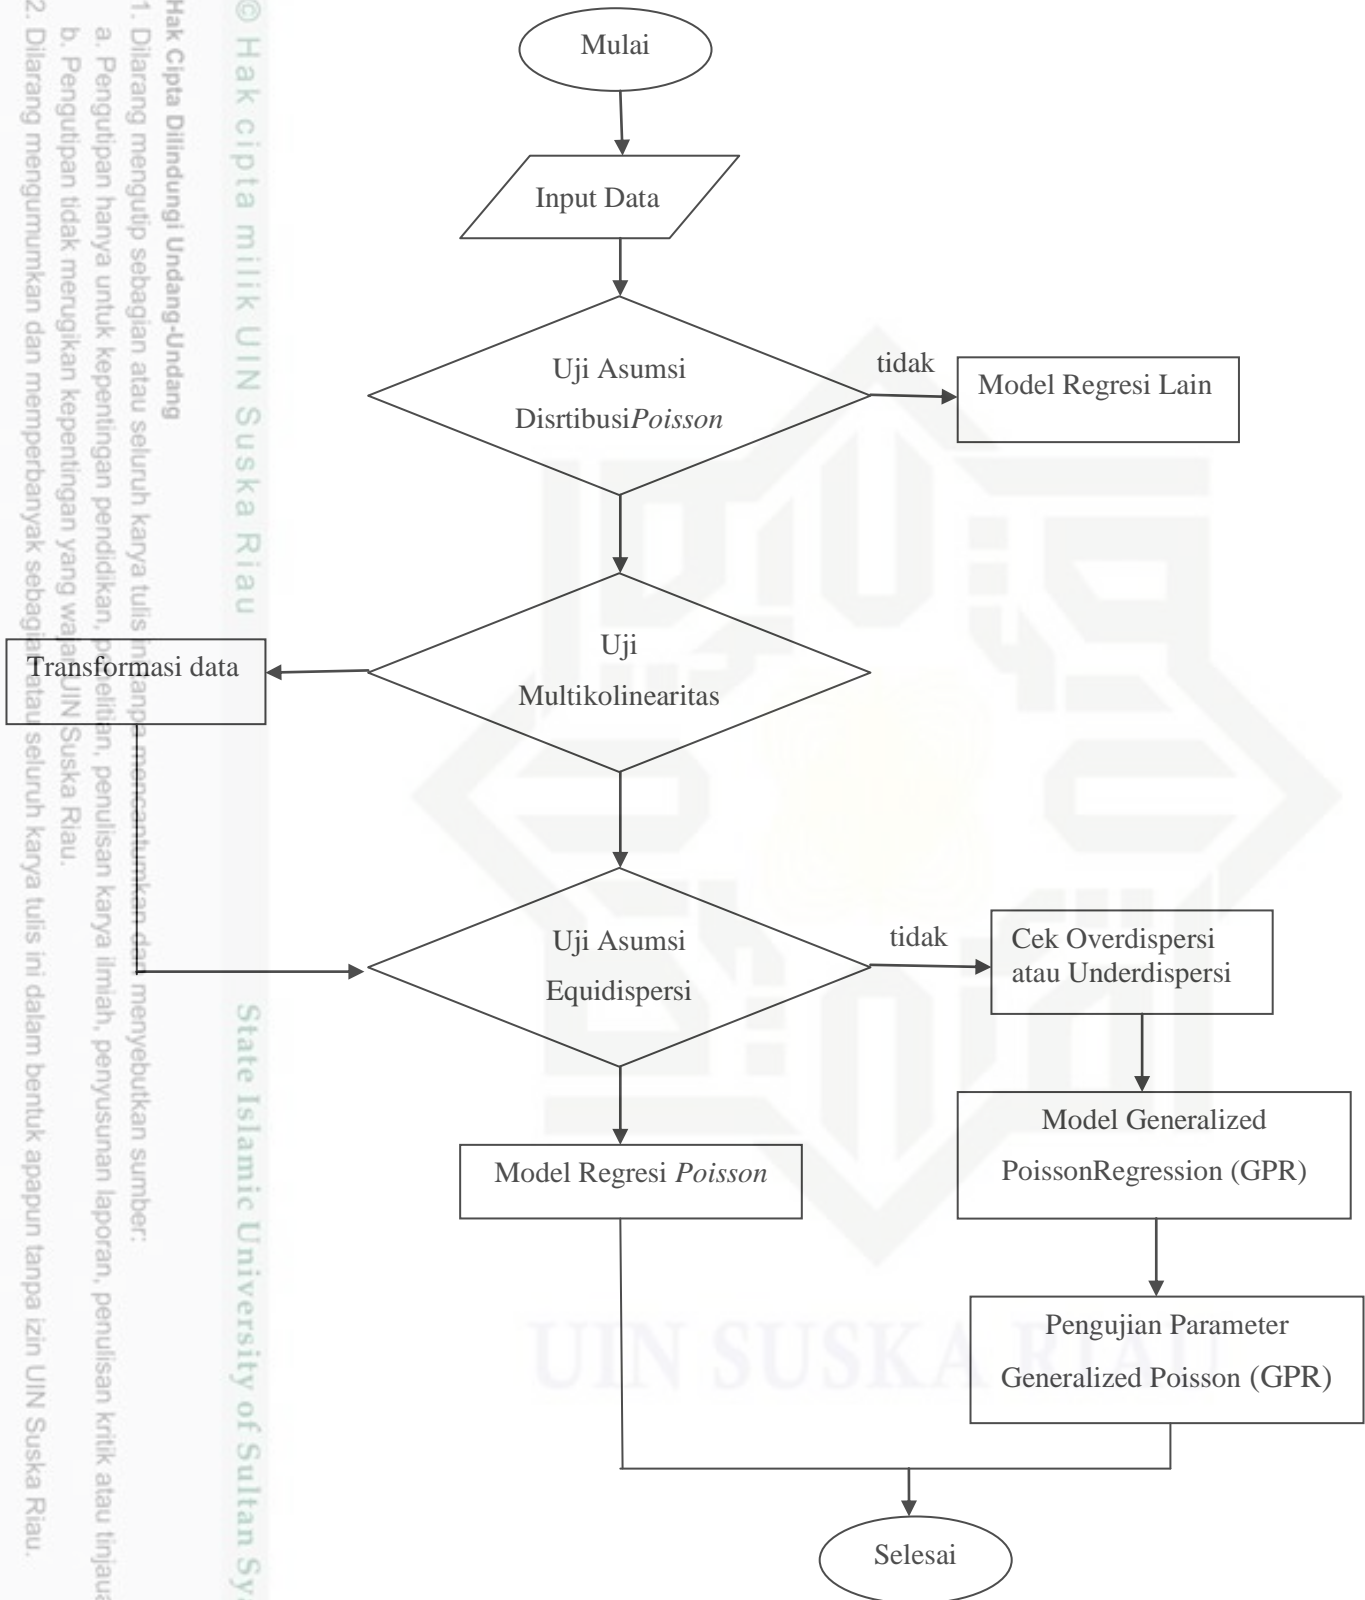 Mulai
Input Data
Uji Asumsi
DisrtibusiPoisson
tidak
Model Regresi Lain
Uji
Multikolinearitas
Transformasi data
Uji Asumsi
Equidispersi
tidak
Cek Overdispersi
atau Underdispersi
Model Regresi Poisson
Model Generalized
PoissonRegression (GPR)
Pengujian Parameter
Generalized Poisson (GPR)
Selesai
© Hak cipta milik UIN Suska Riau
State Islamic University of Sultan Sya
Hak Cipta Dilindungi Undang-Undang
1. Dilarang mengutip sebagian atau seluruh karya tulis ini tanpa mencantumkan dan menyebutkan sumber:
a. Pengutipan hanya untuk kepentingan pendidikan, penelitian, penulisan karya ilmiah, penyusunan laporan, penulisan kritik atau tinjaua
b. Pengutipan tidak merugikan kepentingan yang wajar UIN Suska Riau.
2. Dilarang mengumumkan dan memperbanyak sebagian atau seluruh karya tulis ini dalam bentuk apapun tanpa izin UIN Suska Riau.
UIN SUSKA RIAU